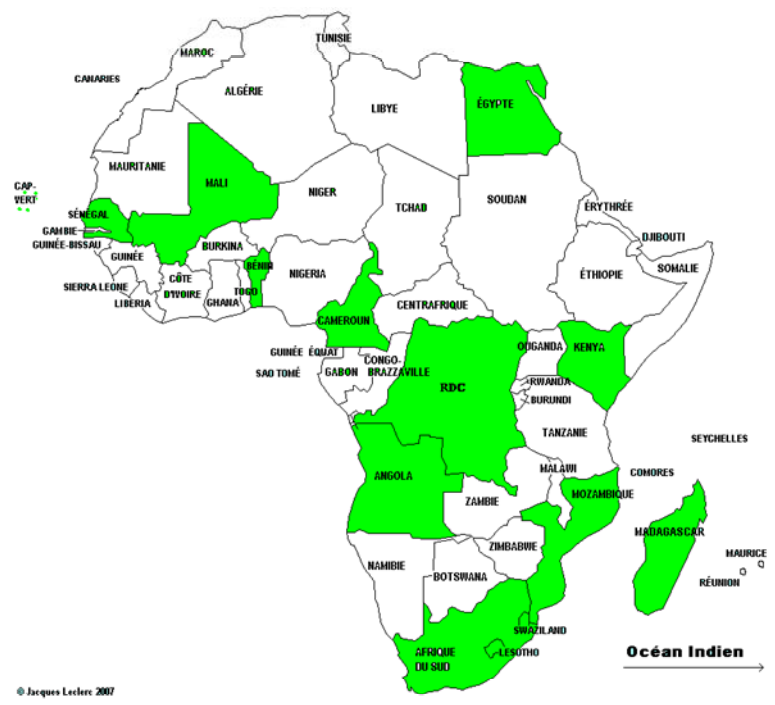 TUNISIE
MAROC
CANARIES
ALGÉRIE
LIBYE
ÉGYPTE
MAURITANIE
MALI
NIGER
TCHAD
SOUDAN
CAP-
VERT
ÉRYTHRÉE
SÉNÉGAL
GAMBIE
GUINÉE-BISSAU
DJIBOUTI
BURKINA
GUINÉE
BÉNIN
NIGERIA
ÉTHIOPIE
SOMALIE
CÔTE
D'IVOIRE
SIERRA LEONE
LIBERIA
GHANA
TOGO
CENTRAFRIQUE
CAMEROUN
OUGANDA
KENYA
GUINÉE ÉQUAT
SAO TOMÉ
GABON
CONGO-
BRAZZAVILLE
RDC
RWANDA
BURUNDI
TANZANIE
SEYCHELLES
ANGOLA
MALAWI
COMORES
ZAMBIE
MOZAMBIQUE
MADAGASCAR
ZIMBABWE
MAURICE
NAMIBIE
BOTSWANA
RÉUNION
SWAZILAND
AFRIQUE
DU SUD
LESOTHO
Océan Indien
© Jacques Leclerc 2007